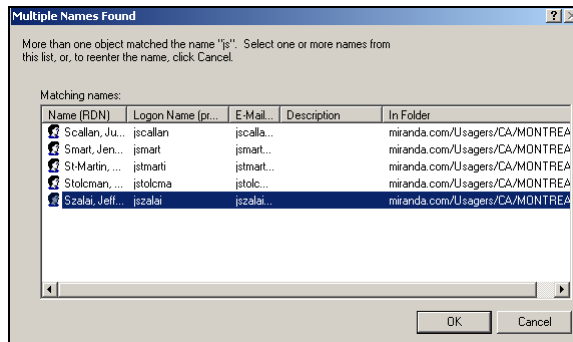 Multiple Names Found
More than one object matched the name "js". Select one or more names from
this list, or, to reenter the name, click Cancel.
Matching names:
Name (RDN) Logon Name (pr... E-Mail... Description In Folder
Scallan, Ju... jscallan jscalla... miranda.com/Usagers/CA/MONTREA
Smart, Jen... jsmart jsmart... miranda.com/Usagers/CA/MONTREA
St-Martin, ... jstmarti jstmart... miranda.com/Usagers/CA/MONTREA
Stolcman, ... jstolcma jstolc... miranda.com/Usagers/CA/MONTREA
Szalai, Jeff... jszalai jszalai... miranda.com/Usagers/CA/MONTREA
OK Cancel